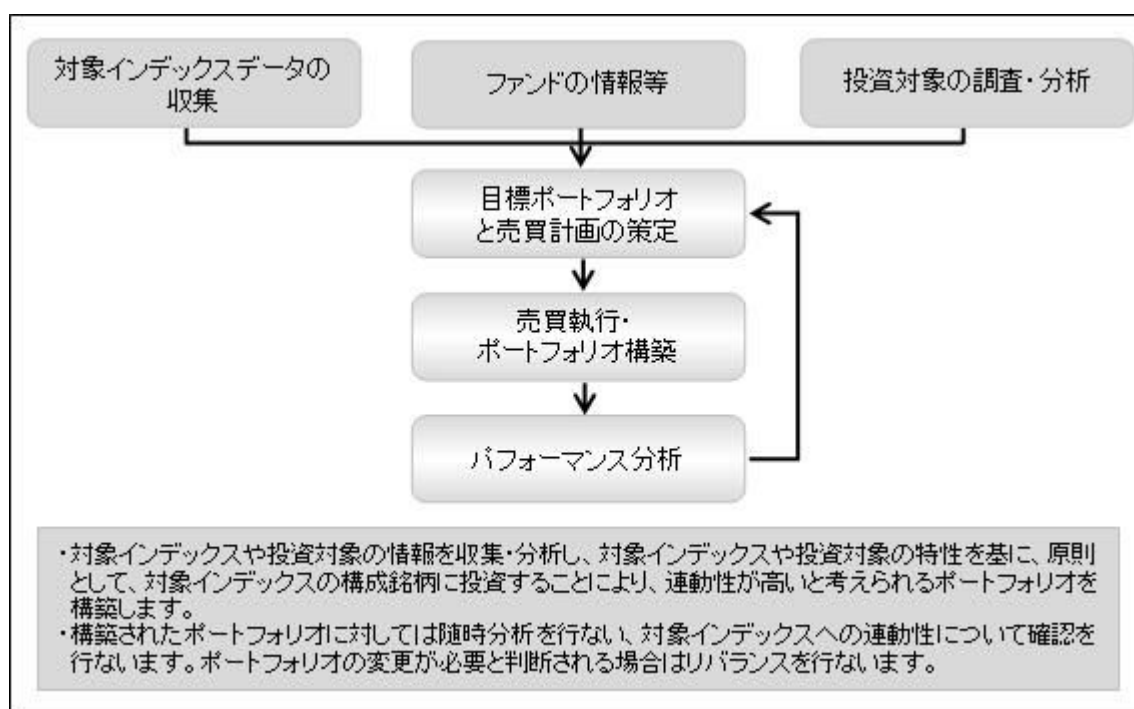 対象インデックスデータの
収集
ファンドの情報等
投資対象の調査・分析
目標ポートフォリオ
と売買計画の策定
売買執行・
ポートフォリオ構築
パフォーマンス分析
・対象インデックスや投資対象の情報を収集・分析し、対象インデックスや投資対象の特性を基に、原則
として、対象インデックスの構成銘柄に投資することにより、連動性が高いと考えられるポートフォリオを
構築します。
・構築されたポートフォリオに対しては随時分析を行ない、対象インデックスへの連動性について確認を
行ないます。ポートフォリオの変更が必要と判断される場合はリバランスを行ないます。